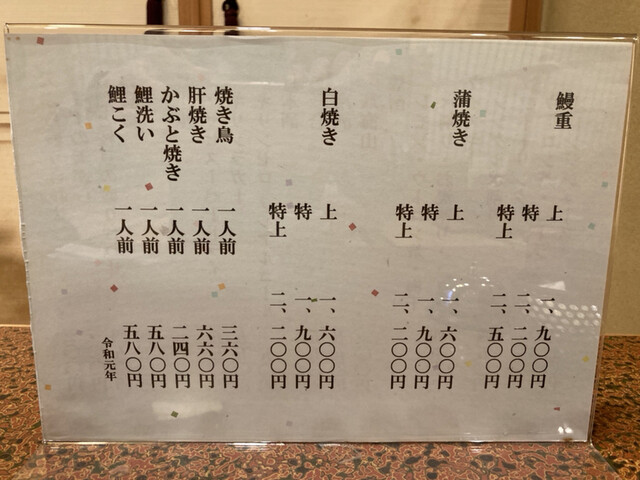 鰻重
上 一、九〇〇円
特 二、二〇〇円
特上 二、五〇〇円
蒲焼き
上 一、六〇〇円
特 一、九〇〇円
特上 二、二〇〇円
白焼き
上 一、六〇〇円
特 一、九〇〇円
特上 二、二〇〇円
焼き鳥 一人前 三六〇円
肝焼き 一人前 六六〇円
かぶと焼き 一人前 二四〇円
鯉洗い 一人前 五八〇円
鯉こく 一人前 五八〇円
令和元年